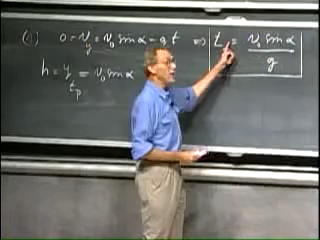 0 = v_y = v₀ sin α - g t ⇒ t_p = v₀ sin α / g
h = y_{t_p} = v₀ sin α